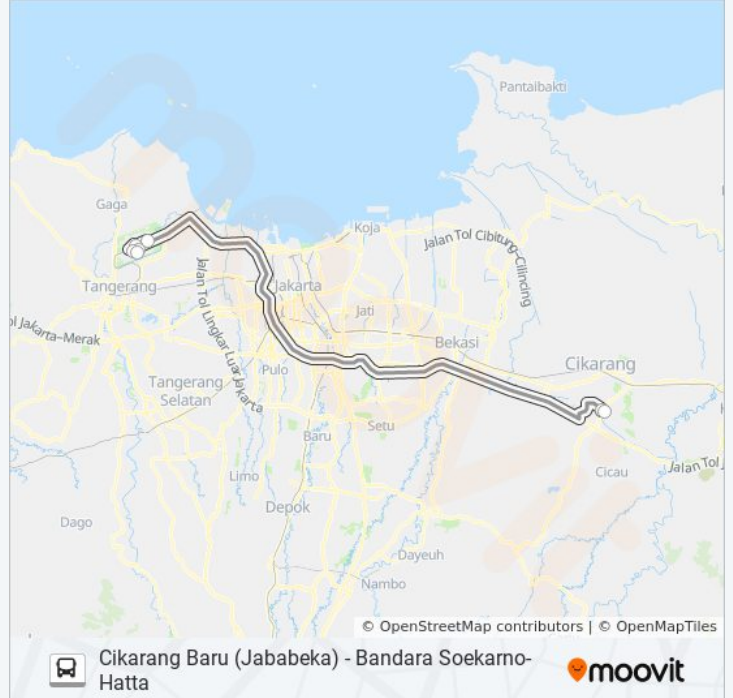 Pantaibakti
Gaga
Koja
Jalan Tol Cibitung-Cilincing
Tangerang
Jakarta
Jalan Tol Lingkar Luar Jakarta
Jati
ol Jakarta-Merak
Bekasi
Cikarang
Pulo
Tangerang
Selatan
Setu
Baru
Limo
Cicau
Jalan Tol J
Depok
Dago
Dayeuh
Nambo
© OpenStreetMap contributors | © OpenMapTiles
Cikarang Baru (Jababeka) - Bandara Soekarno-
Hatta
moovit